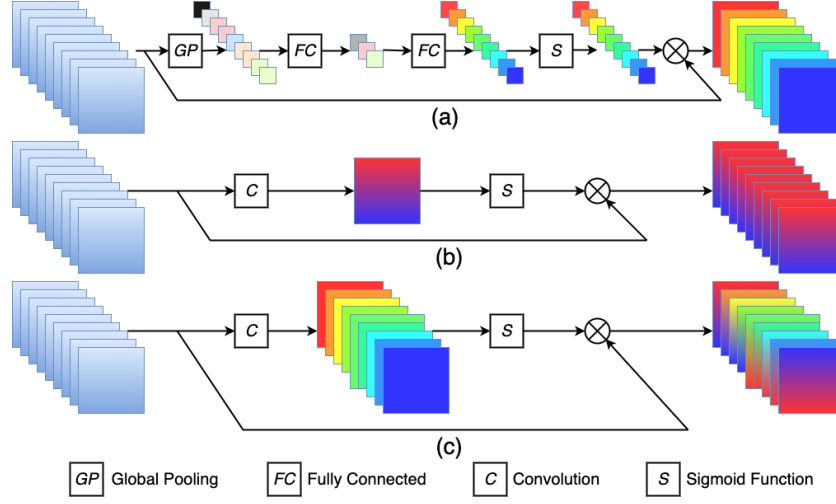 GP FC FC S
(a)
C S
(b)
C S
(c)
GP Global Pooling FC Fully Connected C Convolution S Sigmoid Function